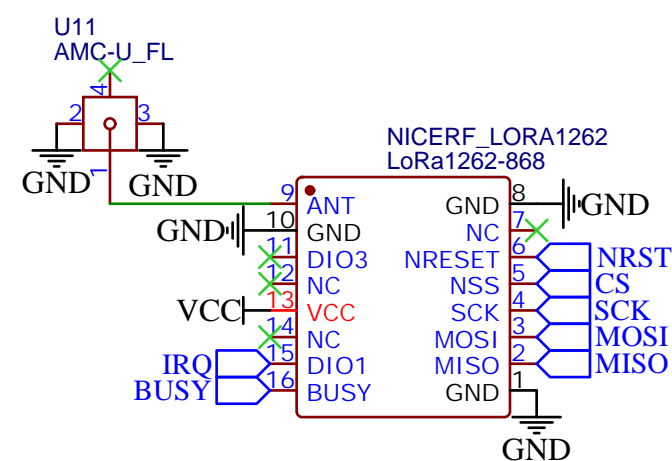 U11
AMC-U_FL
4
2
3
1
GND
GND
NICERF_LORA1262
LoRa1262-868
9
ANT
GND
8
GND
GND
10
GND
NC
7
11
DIO3
NRESET
6
NRST
12
NC
NSS
5
CS
VCC
13
VCC
SCK
4
SCK
14
NC
MOSI
3
MOSI
IRQ
15
DIO1
MISO
2
MISO
BUSY
16
BUSY
GND
1
GND